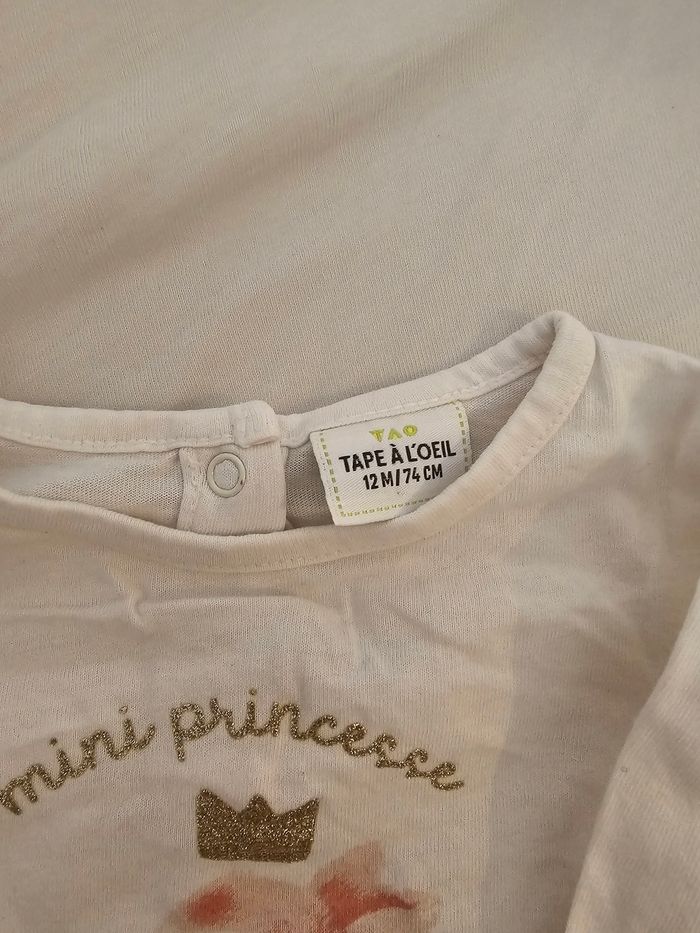 TAO
TAPE À L'OEIL
12 M/74 CM
mini princesse